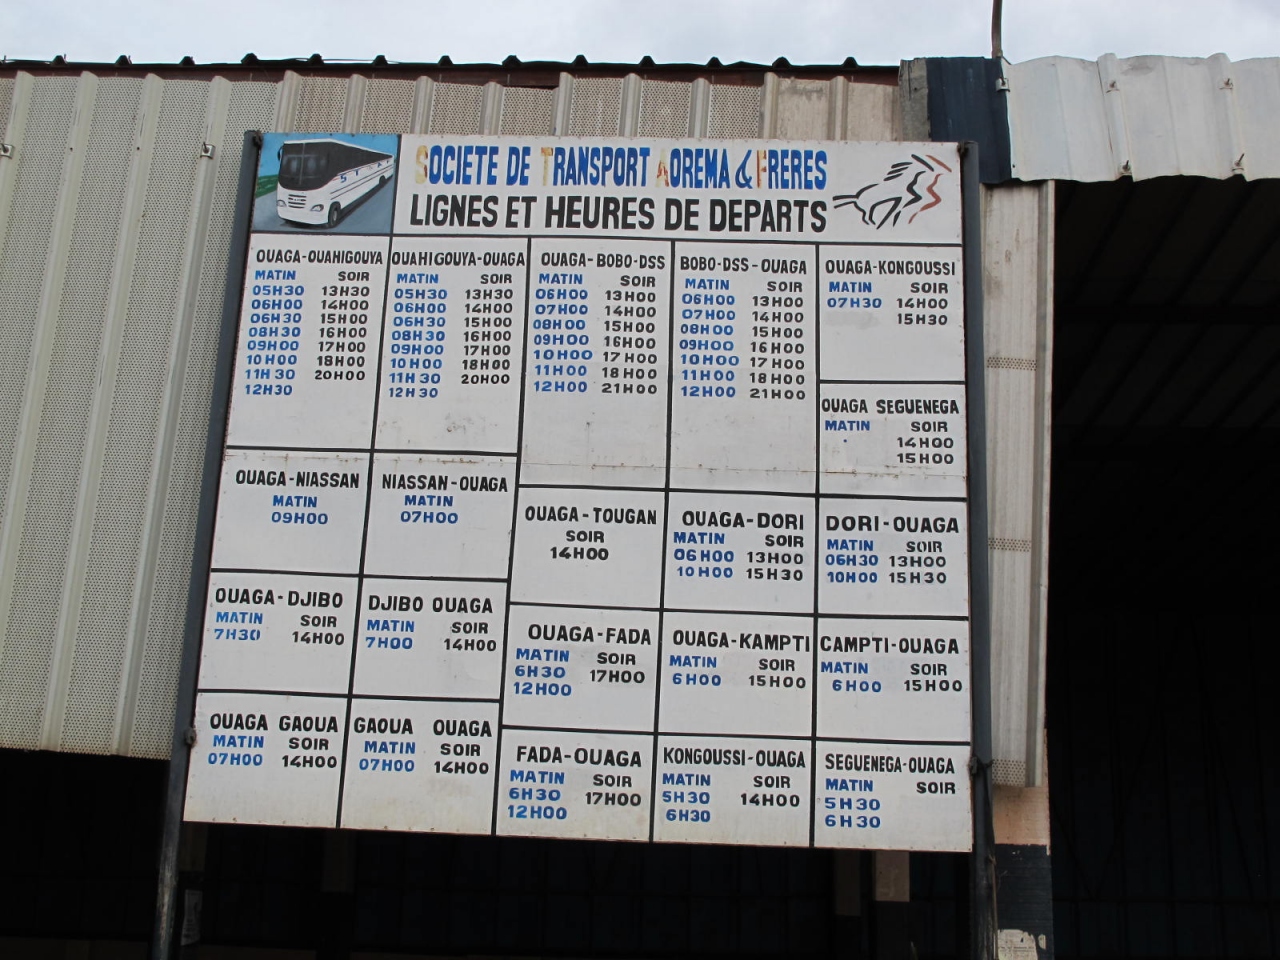 STA
SOCIETE DE TRANSPORT AOREMA & FRERES
LIGNES ET HEURES DE DEPARTS
OUAGA-OUAHIGOUYA
MATIN SOIR
05H30 13H30
06H00 14H00
06H30 15H00
08H30 16H00
09H00 17H00
10H00 18H00
11H30 20H00
12H30
OUAHIGOUYA-OUAGA
MATIN SOIR
05H30 13H30
06H00 14H00
06H30 15H00
08H30 16H00
09H00 17H00
10H00 18H00
11H30 20H00
12H30
OUAGA-BOBO-DSS
MATIN SOIR
06H00 13H00
07H00 14H00
08H00 15H00
09H00 16H00
10H00 17H00
11H00 18H00
12H00 21H00
BOBO-DSS-OUAGA
MATIN SOIR
06H00 13H00
07H00 14H00
08H00 15H00
09H00 16H00
10H00 17H00
11H00 18H00
12H00 21H00
OUAGA-KONGOUSSI
MATIN SOIR
07H30 14H00
15H30
OUAGA SEGUENEGA
MATIN SOIR
14H00
15H00
OUAGA-NIASSAN
MATIN
09H00
NIASSAN-OUAGA
MATIN
07H00
OUAGA-TOUGAN
SOIR
14H00
OUAGA-DORI
MATIN SOIR
06H00 13H00
10H00 15H30
DORI-OUAGA
MATIN SOIR
06H30 13H00
10H00 15H30
OUAGA-DJIBO
MATIN SOIR
7H30 14H00
DJIBO OUAGA
MATIN SOIR
7H00 14H00
OUAGA-FADA
MATIN SOIR
6H30 17H00
12H00
OUAGA-KAMPTI
MATIN SOIR
6H00 15H00
CAMPTI-OUAGA
MATIN SOIR
6H00 15H00
OUAGA GAOUA
MATIN SOIR
07H00 14H00
GAOUA OUAGA
MATIN SOIR
07H00 14H00
FADA-OUAGA
MATIN SOIR
6H30 17H00
12H00
KONGOUSSI-OUAGA
MATIN SOIR
5H30 14H00
6H30
SEGUENEGA-OUAGA
MATIN SOIR
5H30
6H30